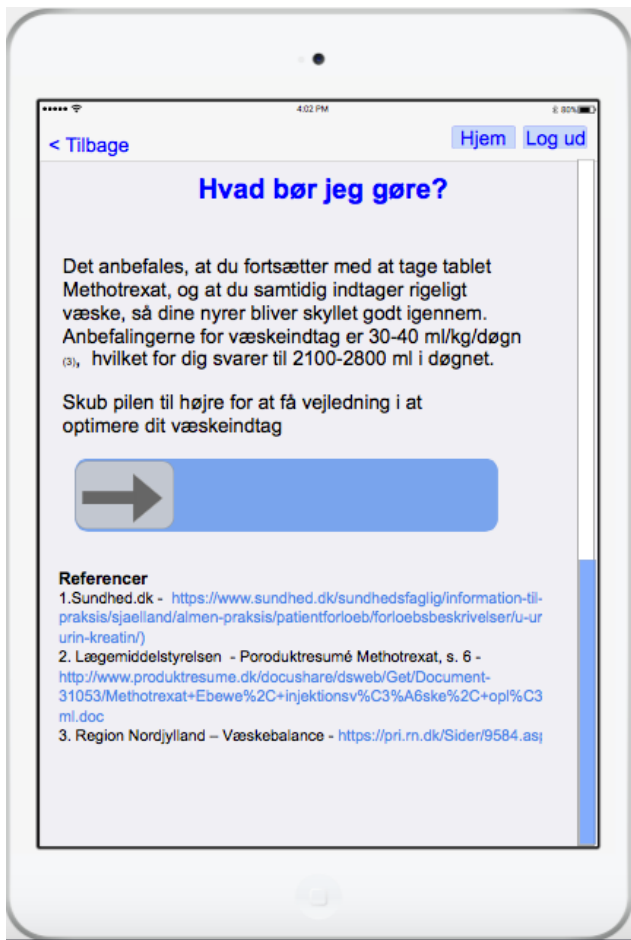 4:02 PM
80%
< Tilbage
Hjem
Log ud
Hvad bør jeg gøre?
Det anbefales, at du fortsætter med at tage tablet
Methotrexat, og at du samtidig indtager rigeligt
væske, så dine nyrer bliver skyllet godt igennem.
Anbefalingerne for væskeindtag er 30-40 ml/kg/døgn
(3), hvilket for dig svarer til 2100-2800 ml i døgnet.
Skub pilen til højre for at få vejledning i at
optimere dit væskeindtag
Referencer
1.Sundhed.dk - https://www.sundhed.dk/sundhedsfaglig/information-til-
praksis/sjaelland/almen-praksis/patientforloeb/forloebsbeskrivelser/u-ur
urin-kreatin/)
2. Lægemiddelstyrelsen - Poroduktresumé Methotrexat, s. 6 -
http://www.produktresume.dk/docushare/dsweb/Get/Document-
31053/Methotrexat+Ebewe%2C+injektionsv%C3%A6ske%2C+opl%C3
ml.doc
3. Region Nordjylland – Væskebalance - https://pri.rn.dk/Sider/9584.asp